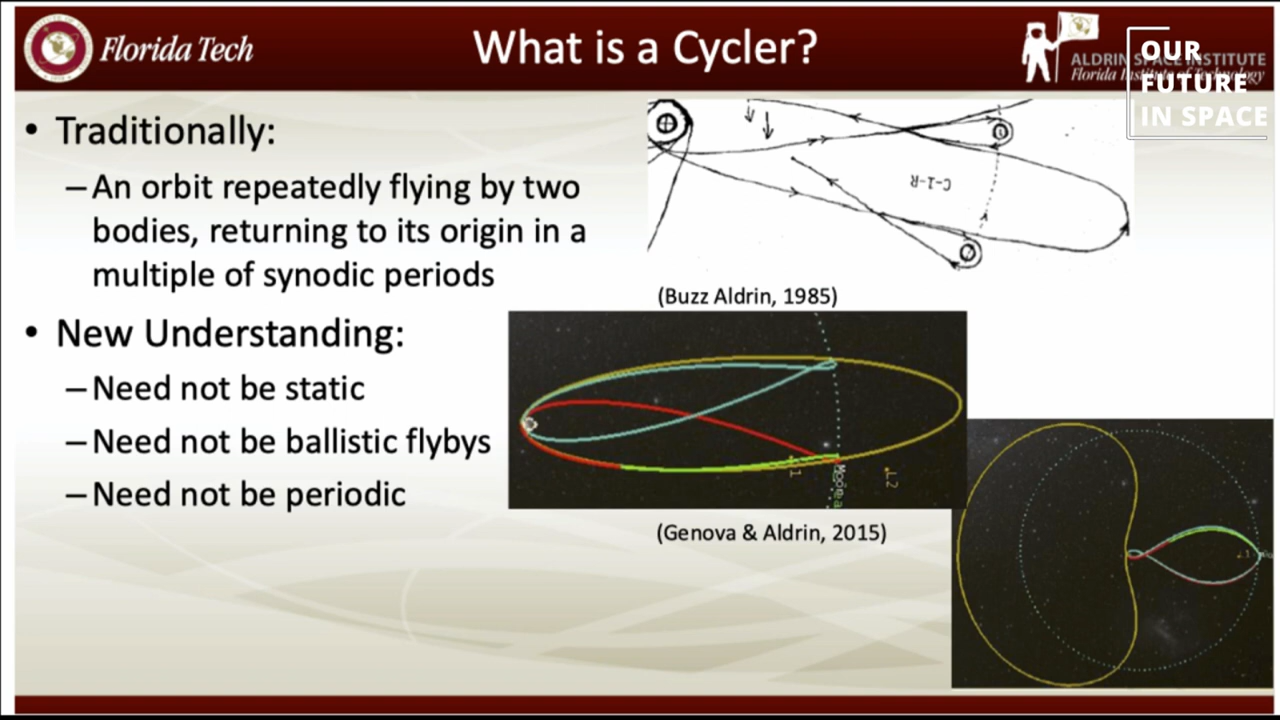 Florida Tech
What is a Cycler?
ALDRIN SPACE INSTITUTE
Florida Institute of Technology
OUR
FUTURE
IN SPACE
• Traditionally:
– An orbit repeatedly flying by two
bodies, returning to its origin in a
multiple of synodic periods
C-1-R
(Buzz Aldrin, 1985)
• New Understanding:
– Need not be static
– Need not be ballistic flybys
– Need not be periodic
L2
(Genova & Aldrin, 2015)